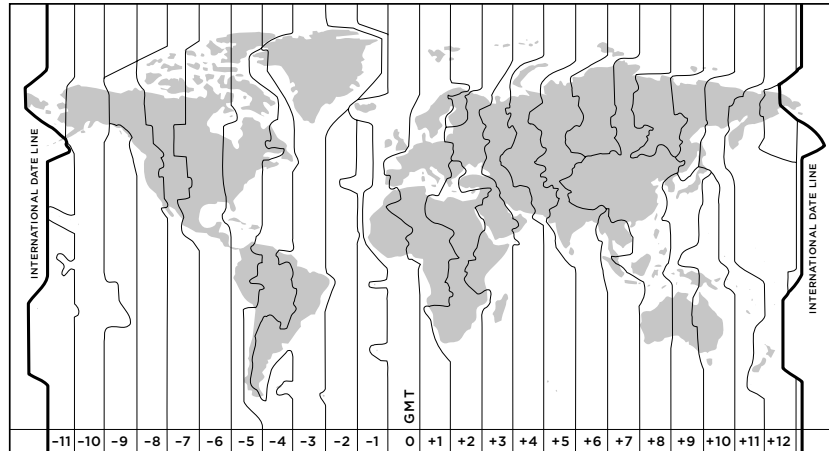 INTERNATIONAL DATE LINE
INTERNATIONAL DATE LINE
GMT
−11 −10 −9 −8 −7 −6 −5 −4 −3 −2 −1 0 +1 +2 +3 +4 +5 +6 +7 +8 +9 +10 +11 +12